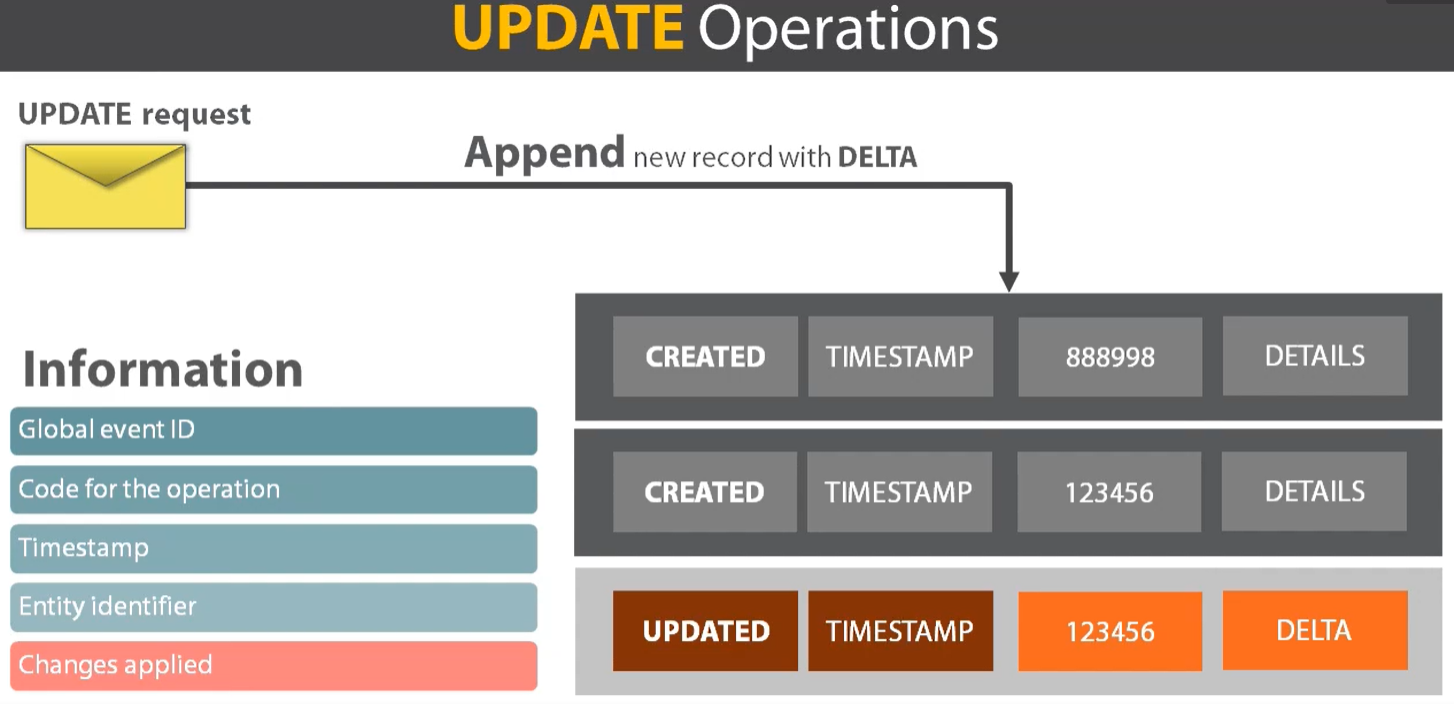 UPDATE Operations
UPDATE request
Append new record with DELTA
Information
Global event ID
Code for the operation
Timestamp
Entity identifier
Changes applied
CREATED TIMESTAMP 888998 DETAILS
CREATED TIMESTAMP 123456 DETAILS
UPDATED TIMESTAMP 123456 DELTA